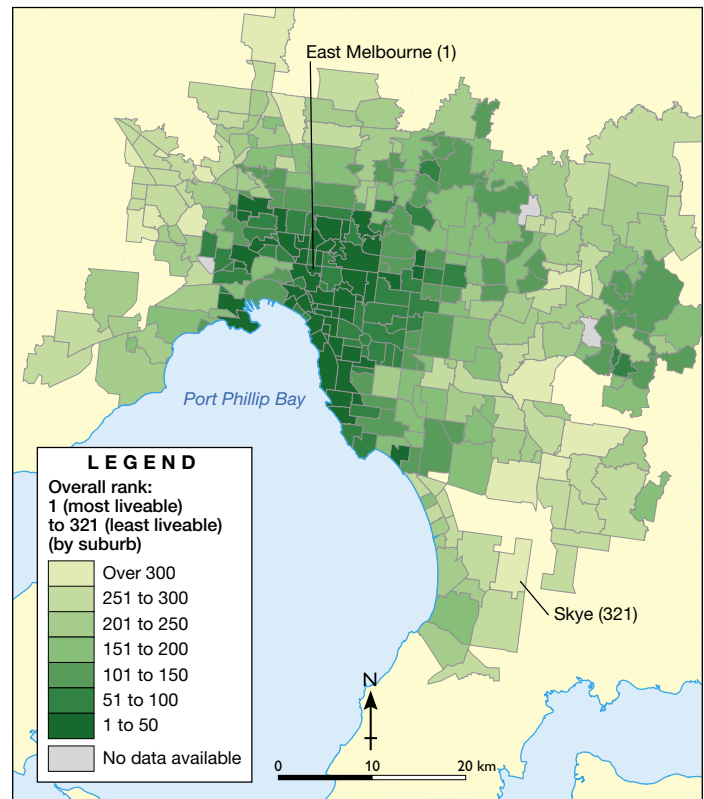 East Melbourne (1)
Port Phillip Bay
LEGEND
Overall rank:
1 (most liveable)
to 321 (least liveable)
(by suburb)
Over 300
251 to 300
201 to 250
151 to 200
101 to 150
51 to 100
1 to 50
No data available
Skye (321)
N
0 10 20 km